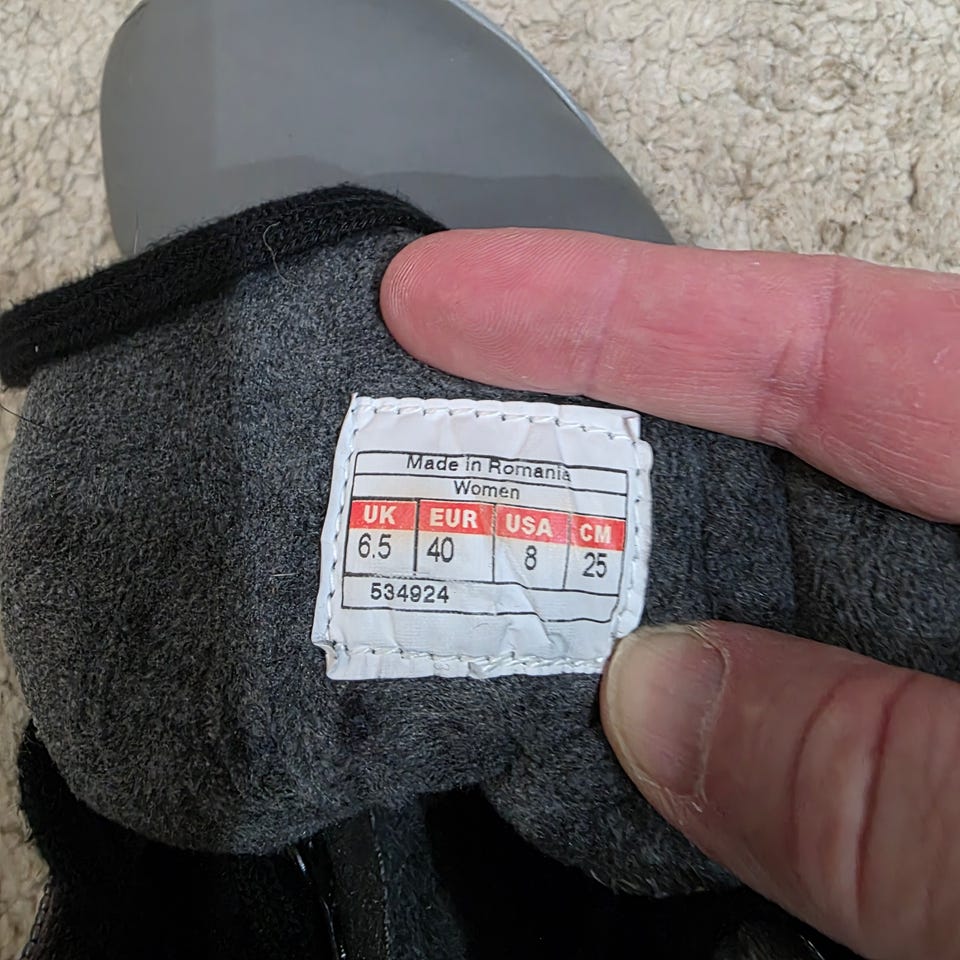 Made in Romania
Women
UK EUR USA CM
6.5 40 8 25
534924